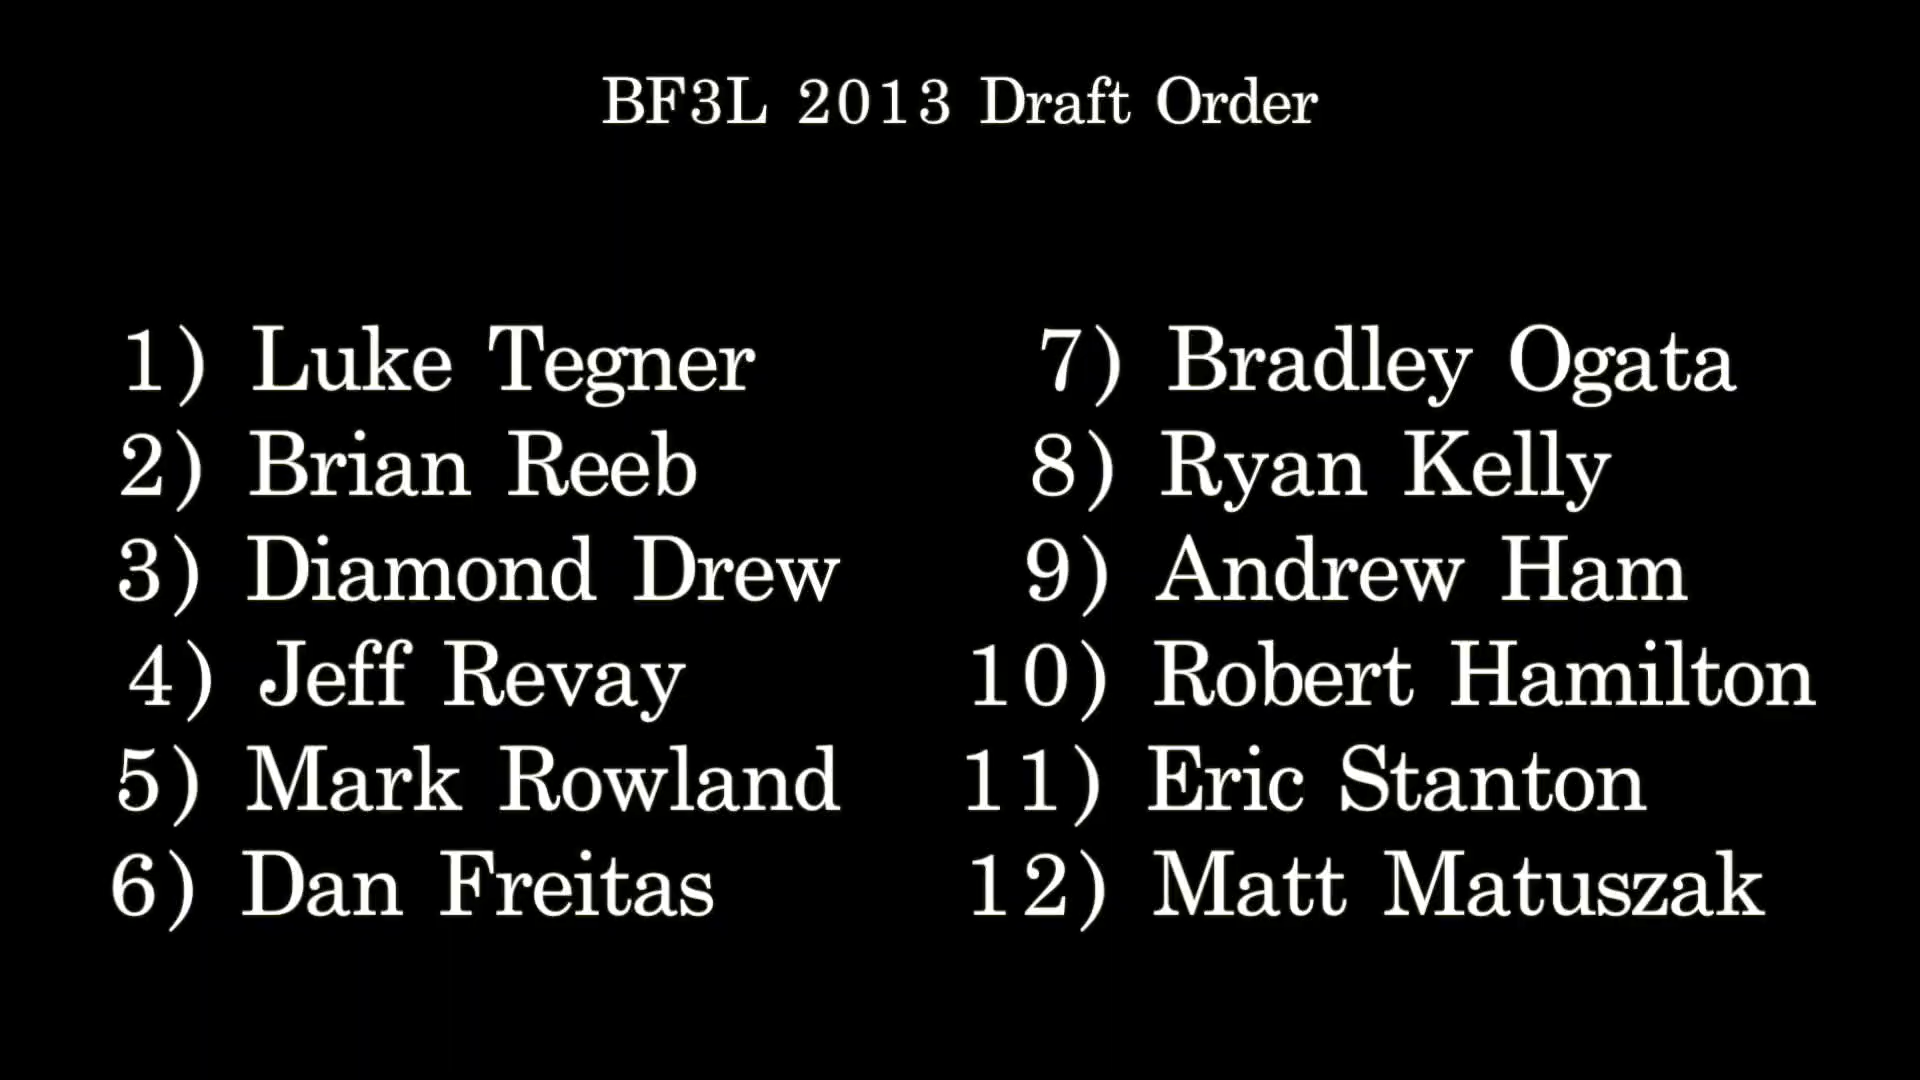 BF3L 2013 Draft Order
1) Luke Tegner
2) Brian Reeb
3) Diamond Drew
4) Jeff Revay
5) Mark Rowland
6) Dan Freitas
7) Bradley Ogata
8) Ryan Kelly
9) Andrew Ham
10) Robert Hamilton
11) Eric Stanton
12) Matt Matuszak